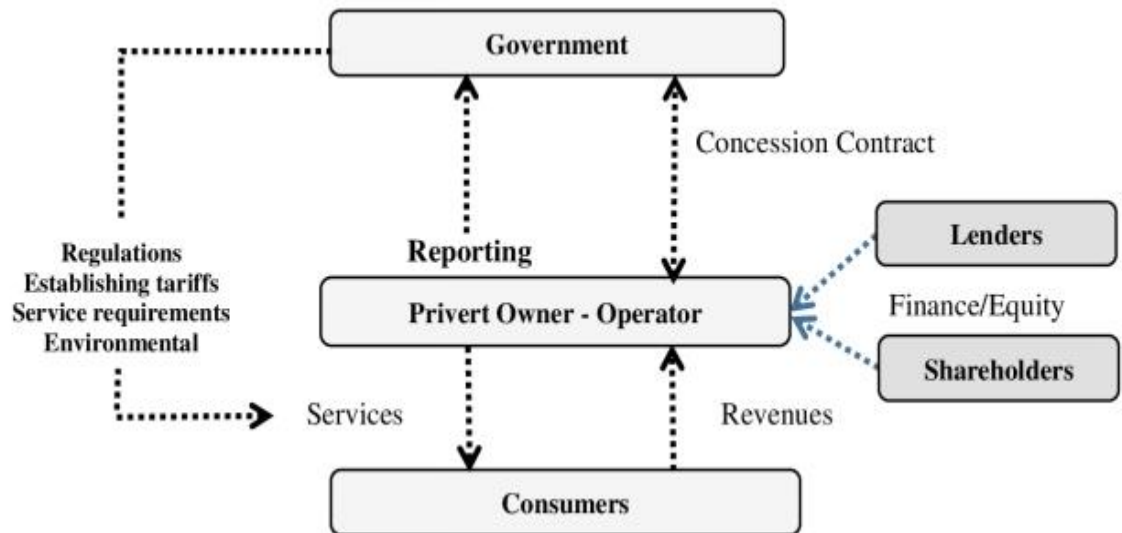 Government
Concession Contract
Lenders
Regulations
Establishing tariffs
Service requirements
Environmental
Reporting
Finance/Equity
Privert Owner - Operator
Shareholders
Services
Revenues
Consumers